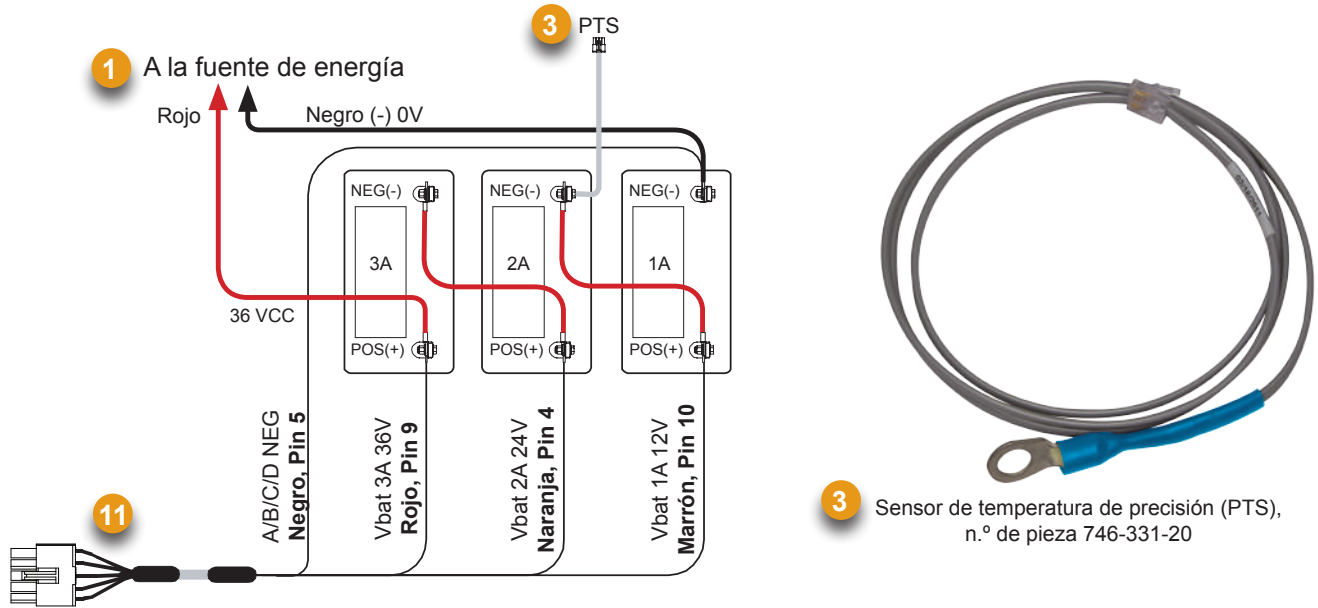 3 PTS
1 A la fuente de energía
Rojo
Negro (-) 0V
NEG(-)
NEG(-)
NEG(-)
3A
2A
1A
36 VCC
POS(+)
POS(+)
POS(+)
A/B/C/D NEG
Negro, Pin 5
Vbat 3A 36V
Rojo, Pin 9
Vbat 2A 24V
Naranja, Pin 4
Vbat 1A 12V
Marrón, Pin 10
11
3 Sensor de temperatura de precisión (PTS),
n.º de pieza 746-331-20